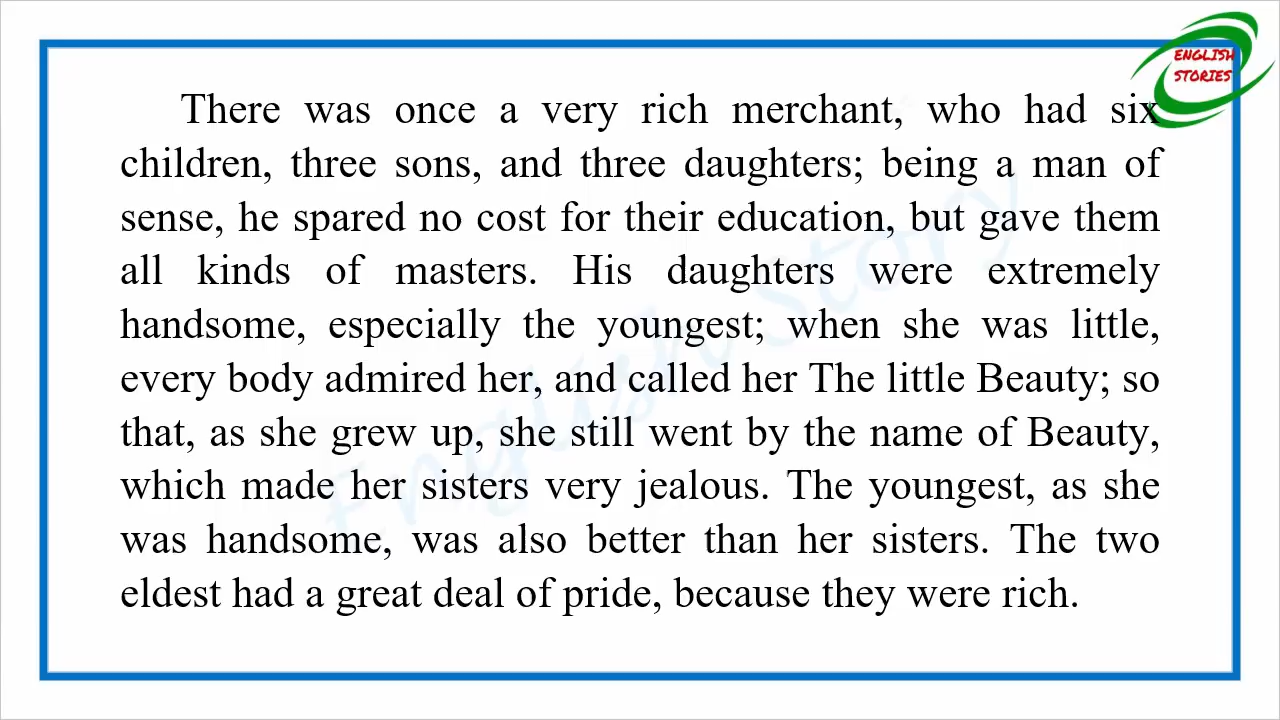 ENGLISH
STORIES
There was once a very rich merchant, who had six
children, three sons, and three daughters; being a man of
sense, he spared no cost for their education, but gave them
all kinds of masters. His daughters were extremely
handsome, especially the youngest; when she was little,
every body admired her, and called her The little Beauty; so
that, as she grew up, she still went by the name of Beauty,
which made her sisters very jealous. The youngest, as she
was handsome, was also better than her sisters. The two
eldest had a great deal of pride, because they were rich.
English Story